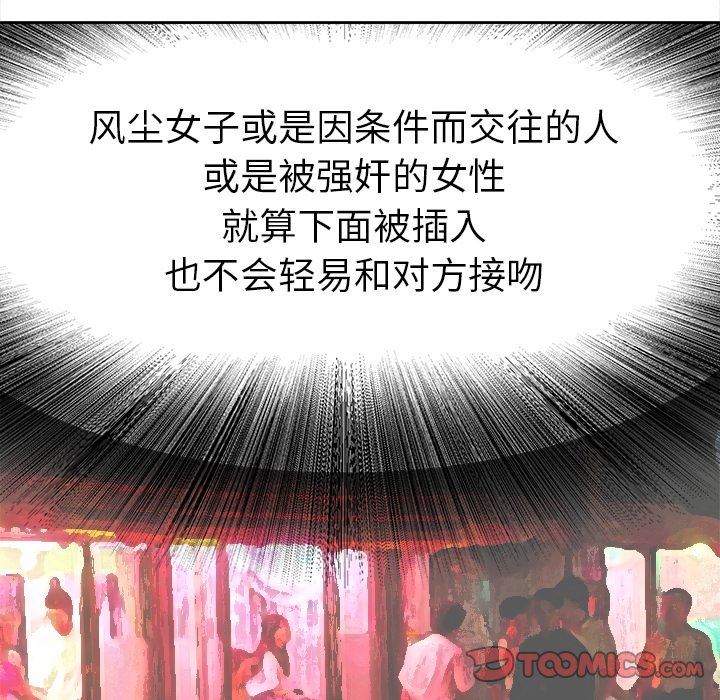 风尘女子或是因条件而交往的人
或是被强奸的女性
就算下面被插入
也不会轻易和对方接吻
TOOMICS.COM